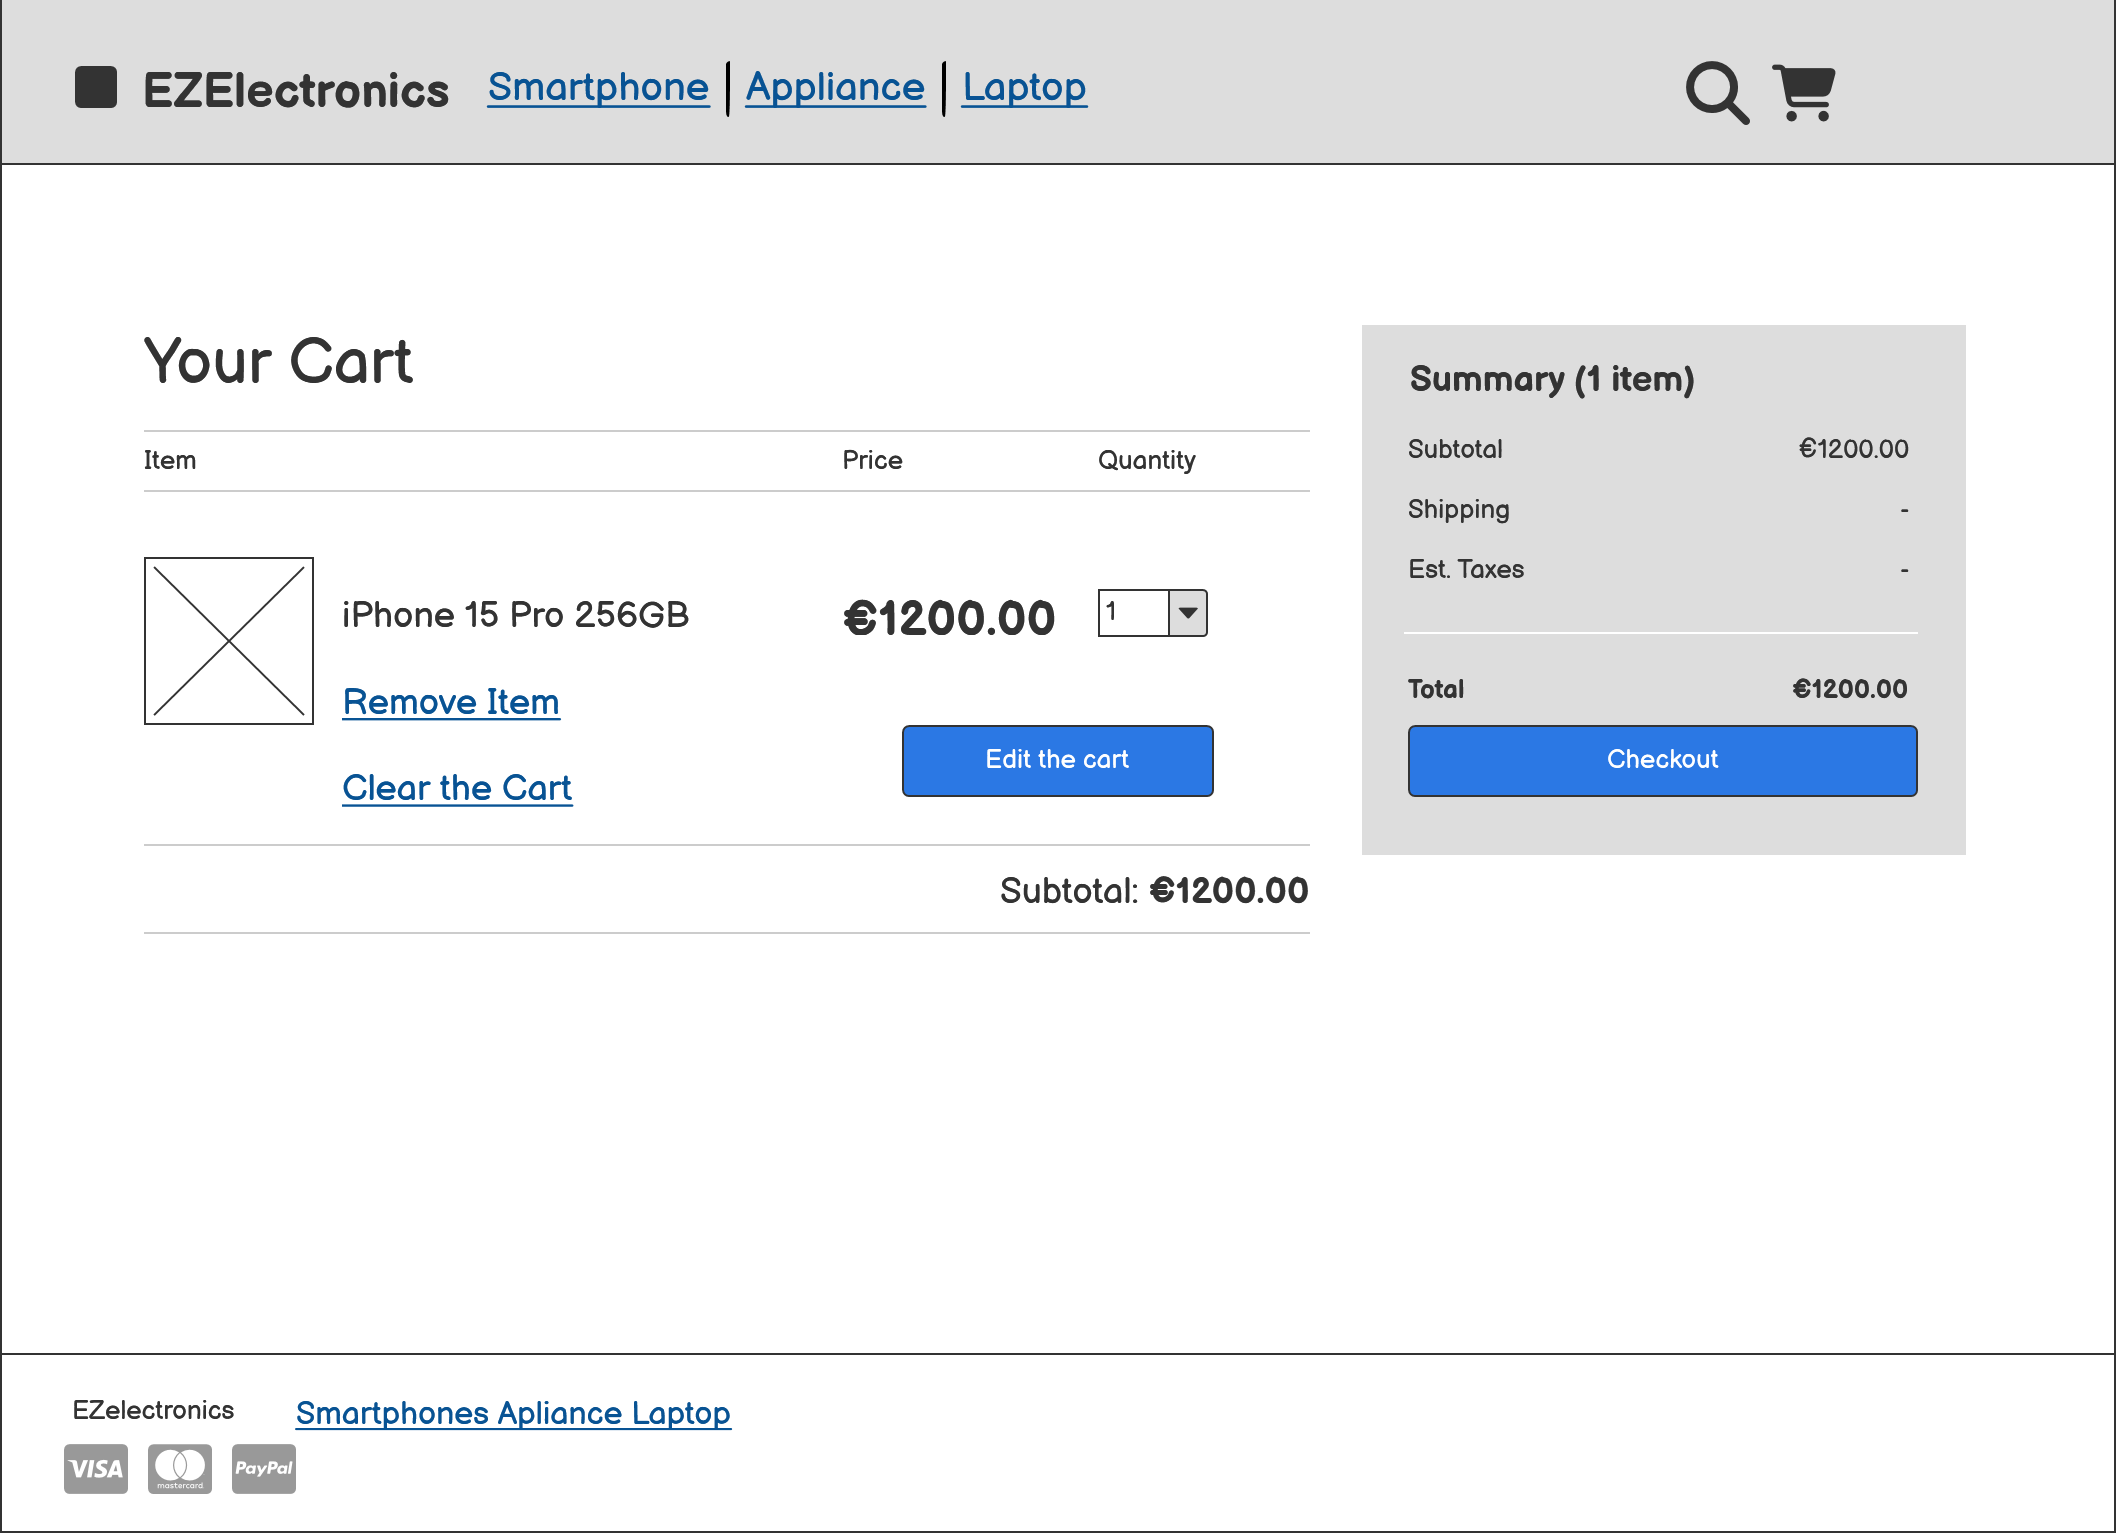 EZElectronics Smartphone Appliance Laptop
Your Cart
Item Price Quantity
iPhone 15 Pro 256GB €1200.00 1
Remove Item
Edit the cart
Clear the Cart
Subtotal: €1200.00
Summary (1 item)
Subtotal €1200.00
Shipping -
Est. Taxes -
Total €1200.00
Checkout
EZelectronics Smartphones Apliance Laptop
VISA mastercard PayPal